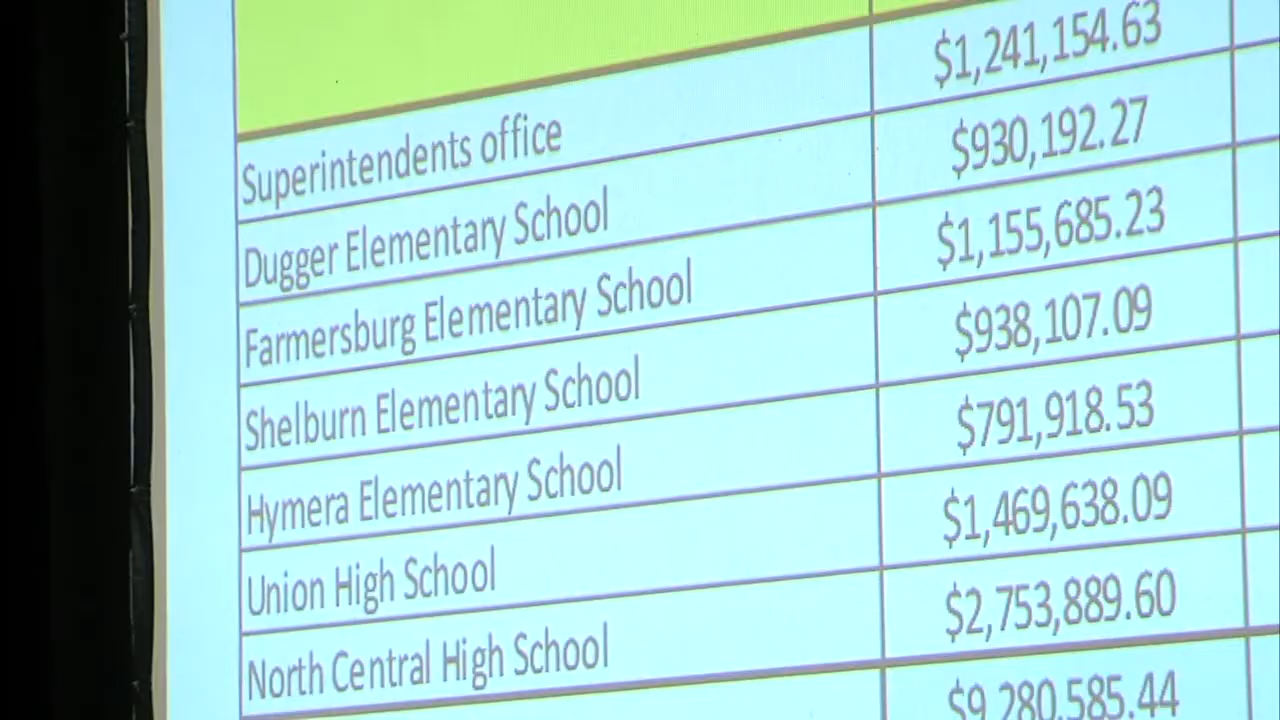 Superintendents office $1,241,154.63
Dugger Elementary School $930,192.27
Farmersburg Elementary School $1,155,685.23
Shelburn Elementary School $938,107.09
Hymera Elementary School $791,918.53
Union High School $1,469,638.09
North Central High School $2,753,889.60
$9,280,585.44